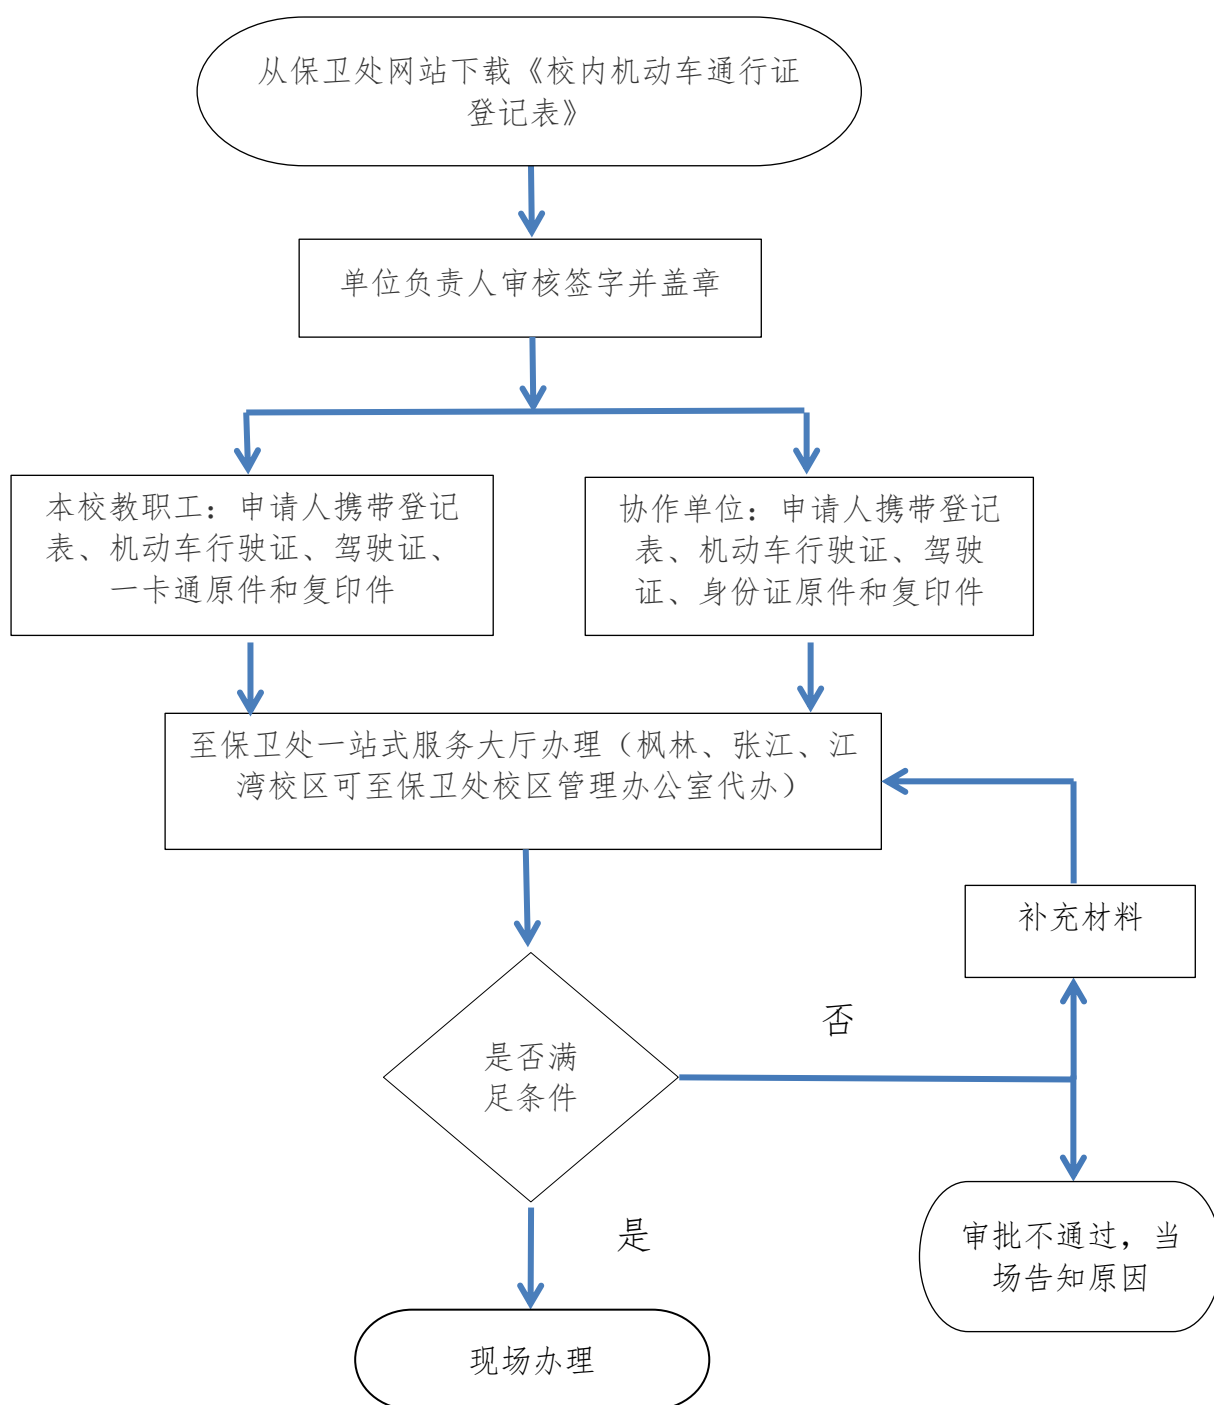 从保卫处网站下载《校内机动车通行证
登记表》
单位负责人审核签字并盖章
本校教职工：申请人携带登记
表、机动车行驶证、驾驶证、
一卡通原件和复印件
协作单位：申请人携带登记
表、机动车行驶证、驾驶
证、身份证原件和复印件
至保卫处一站式服务大厅办理（枫林、张江、江
湾校区可至保卫处校区管理办公室代办）
补充材料
否
是否满
足条件
是
审批不通过，当
场告知原因
现场办理